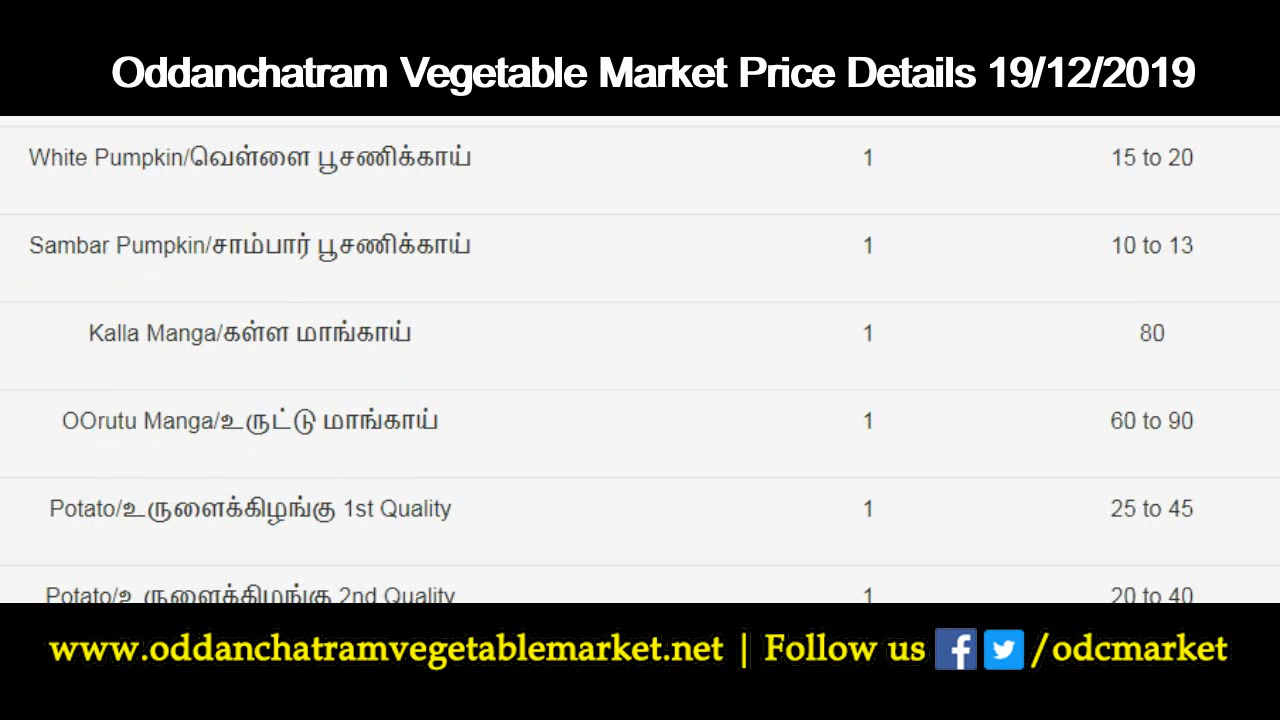 Oddanchatram Vegetable Market Price Details 19/12/2019
White Pumpkin/வெள்ளை பூசணிக்காய் 1 15 to 20
Sambar Pumpkin/சாம்பார் பூசணிக்காய் 1 10 to 13
Kalla Manga/கள்ள மாங்காய் 1 80
OOrutu Manga/உருட்டு மாங்காய் 1 60 to 90
Potato/உருளைக்கிழங்கு 1st Quality 1 25 to 45
Potato/உருளைக்கிழங்கு 2nd Quality 1 20 to 40
www.oddanchatramvegetablemarket.net | Follow us f /odcmarket